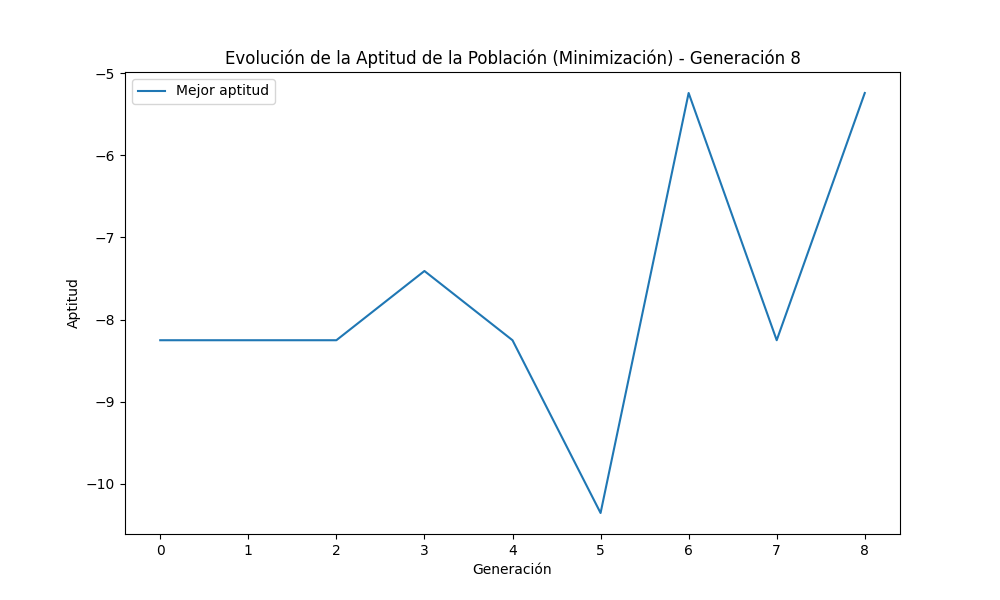 Evolución de la Aptitud de la Población (Minimización) - Generación 8
Mejor aptitud
Aptitud
−5
−6
−7
−8
−9
−10
0 1 2 3 4 5 6 7 8
Generación